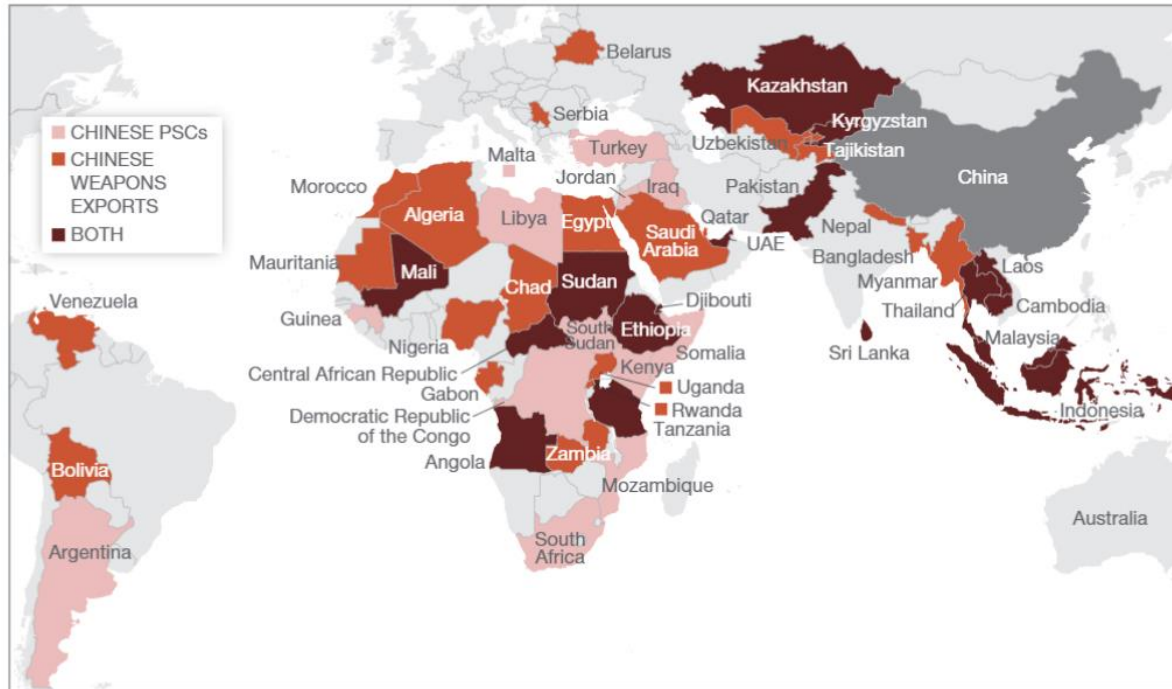 CHINESE PSCs
CHINESE
WEAPONS
EXPORTS
BOTH
Belarus
Serbia
Malta
Turkey
Kazakhstan
Kyrgyzstan
Uzbekistan
Tajikistan
China
Morocco
Algeria
Libya
Egypt
Jordan
Iraq
Saudi
Arabia
Qatar
UAE
Pakistan
Nepal
Bangladesh
Myanmar
Laos
Thailand
Cambodia
Malaysia
Sri Lanka
Indonesia
Mauritania
Mali
Chad
Sudan
Djibouti
Guinea
Nigeria
South
Sudan
Ethiopia
Somalia
Central African Republic
Kenya
Gabon
Uganda
Democratic Republic
of the Congo
Rwanda
Tanzania
Angola
Zambia
Mozambique
South
Africa
Venezuela
Bolivia
Argentina
Australia